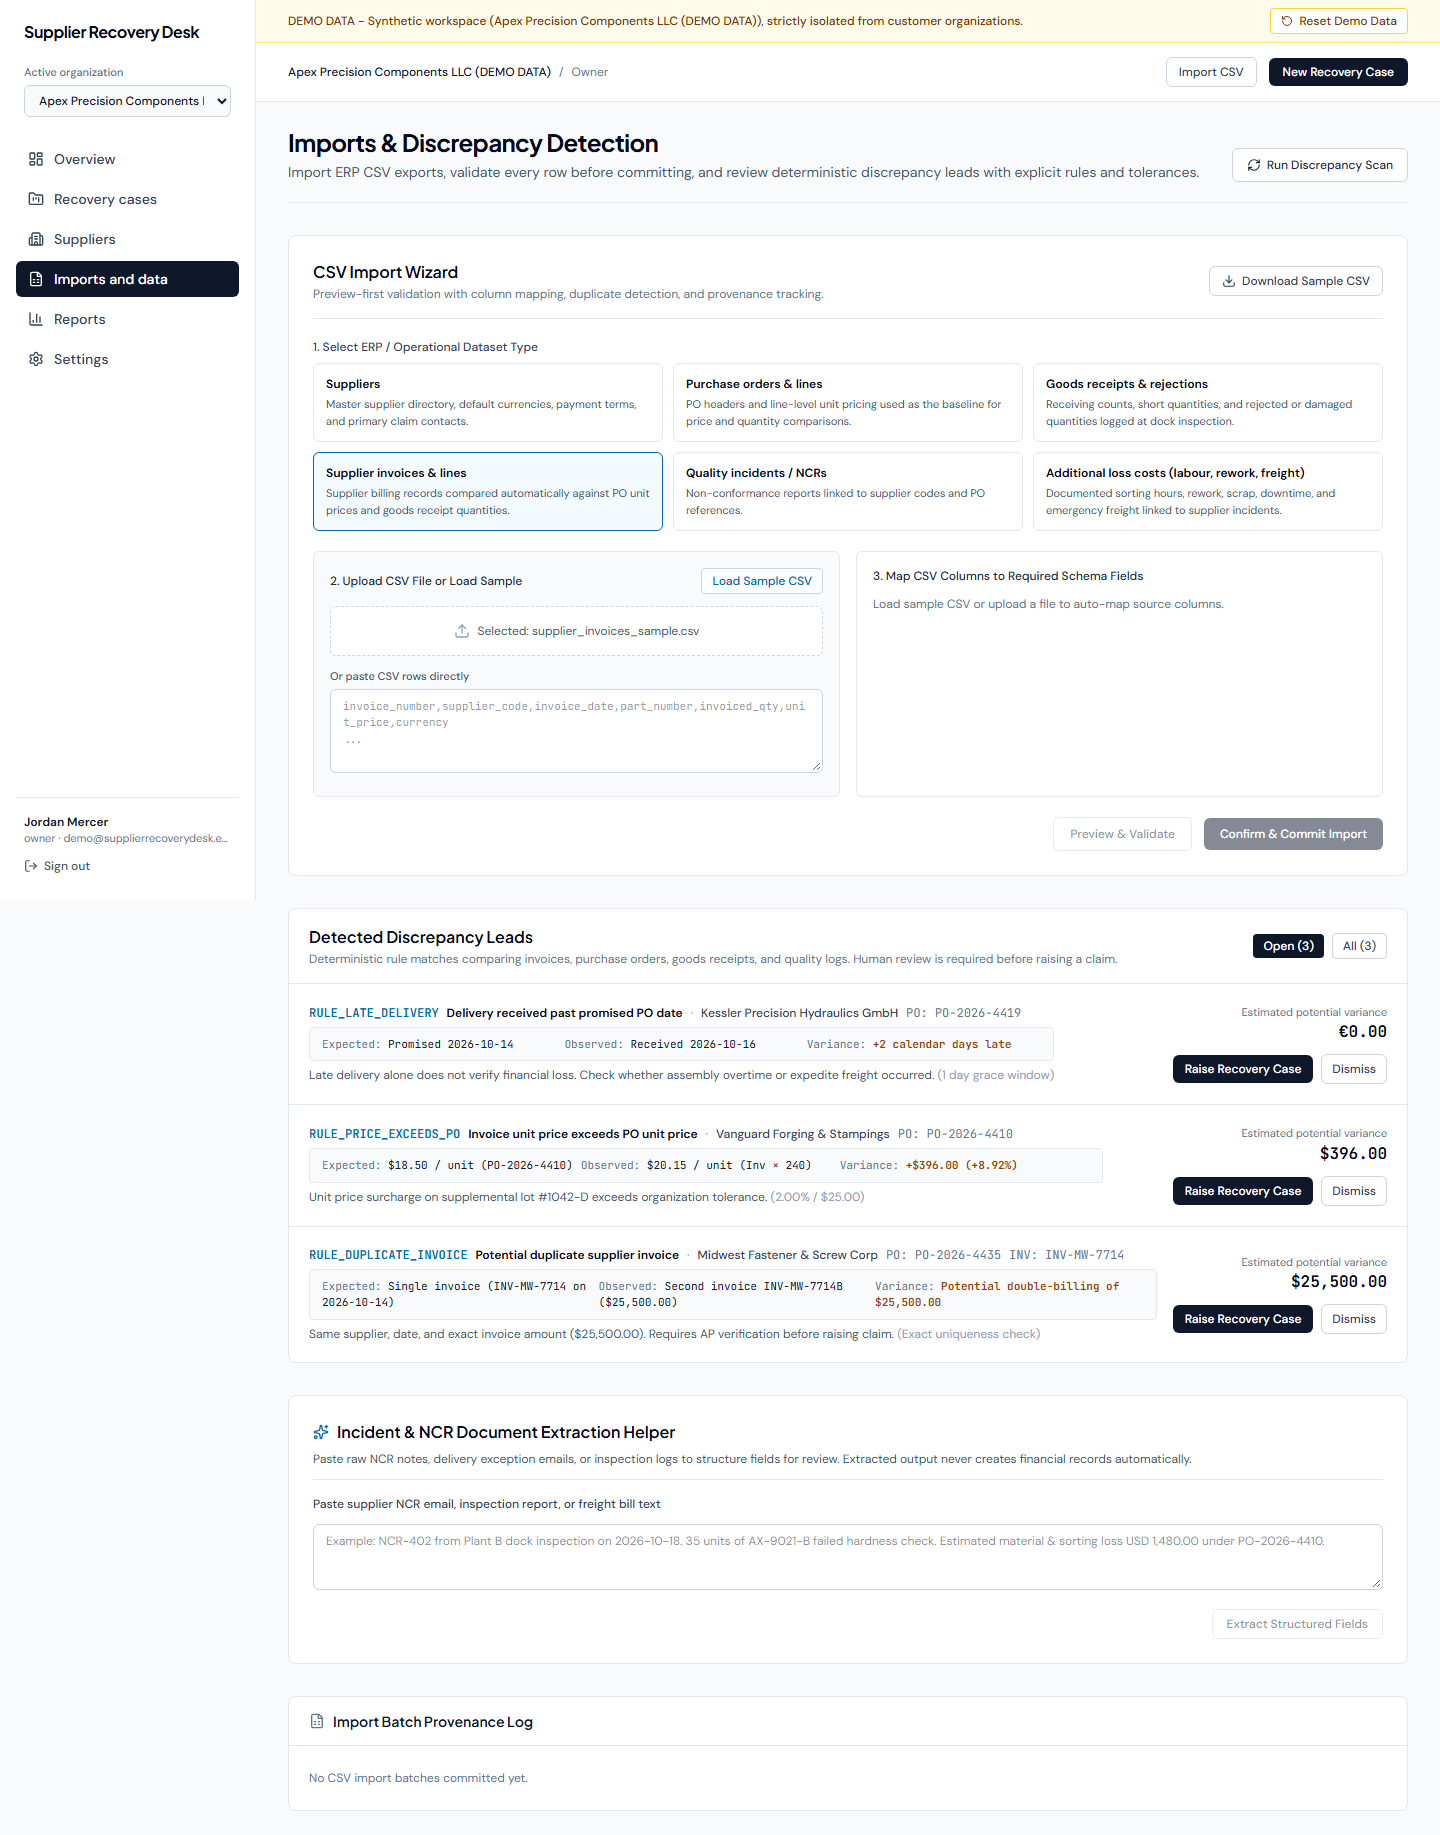 Supplier Recovery Desk
Active organization
Apex Precision Components l
Overview
Recovery cases
Suppliers
Imports and data
Reports
Settings
Jordan Mercer
owner · demo@supplierrecoverydesk.e...
Sign out
DEMO DATA - Synthetic workspace (Apex Precision Components LLC (DEMO DATA)), strictly isolated from customer organizations.
Reset Demo Data
Apex Precision Components LLC (DEMO DATA) / Owner
Import CSV
New Recovery Case
Imports & Discrepancy Detection
Import ERP CSV exports, validate every row before committing, and review deterministic discrepancy leads with explicit rules and tolerances.
Run Discrepancy Scan
CSV Import Wizard
Preview-first validation with column mapping, duplicate detection, and provenance tracking.
Download Sample CSV
1. Select ERP / Operational Dataset Type
Suppliers
Master supplier directory, default currencies, payment terms,
and primary claim contacts.
Purchase orders & lines
PO headers and line-level unit pricing used as the baseline for
price and quantity comparisons.
Goods receipts & rejections
Receiving counts, short quantities, and rejected or damaged
quantities logged at dock inspection.
Supplier invoices & lines
Supplier billing records compared automatically against PO unit
prices and goods receipt quantities.
Quality incidents / NCRs
Non-conformance reports linked to supplier codes and PO
references.
Additional loss costs (labour, rework, freight)
Documented sorting hours, rework, scrap, downtime, and
emergency freight linked to supplier incidents.
2. Upload CSV File or Load Sample
Load Sample CSV
Selected: supplier_invoices_sample.csv
Or paste CSV rows directly
invoice_number,supplier_code,invoice_date,part_number,invoiced_qty,uni
t_price,currency
...
3. Map CSV Columns to Required Schema Fields
Load sample CSV or upload a file to auto-map source columns.
Preview & Validate
Confirm & Commit Import
Detected Discrepancy Leads
Deterministic rule matches comparing invoices, purchase orders, goods receipts, and quality logs. Human review is required before raising a claim.
Open (3)
All (3)
RULE_LATE_DELIVERY Delivery received past promised PO date · Kessler Precision Hydraulics GmbH PO: PO-2026-4419
Expected: Promised 2026-10-14 Observed: Received 2026-10-16 Variance: +2 calendar days late
Late delivery alone does not verify financial loss. Check whether assembly overtime or expedite freight occurred. (1 day grace window)
Estimated potential variance
€0.00
Raise Recovery Case
Dismiss
RULE_PRICE_EXCEEDS_PO Invoice unit price exceeds PO unit price · Vanguard Forging & Stampings PO: PO-2026-4410
Expected: $18.50 / unit (PO-2026-4410) Observed: $20.15 / unit (Inv × 240) Variance: +$396.00 (+8.92%)
Unit price surcharge on supplemental lot #1042-D exceeds organization tolerance. (2.00% / $25.00)
Estimated potential variance
$396.00
Raise Recovery Case
Dismiss
RULE_DUPLICATE_INVOICE Potential duplicate supplier invoice · Midwest Fastener & Screw Corp PO: PO-2026-4435 INV: INV-MW-7714
Expected: Single invoice (INV-MW-7714 on
2026-10-14)
Observed: Second invoice INV-MW-7714B
($25,500.00)
Variance: Potential double-billing of
$25,500.00
Same supplier, date, and exact invoice amount ($25,500.00). Requires AP verification before raising claim. (Exact uniqueness check)
Estimated potential variance
$25,500.00
Raise Recovery Case
Dismiss
Incident & NCR Document Extraction Helper
Paste raw NCR notes, delivery exception emails, or inspection logs to structure fields for review. Extracted output never creates financial records automatically.
Paste supplier NCR email, inspection report, or freight bill text
Example: NCR-402 from Plant B dock inspection on 2026-10-18. 35 units of AX-9021-B failed hardness check. Estimated material & sorting loss USD 1,480.00 under PO-2026-4410.
Extract Structured Fields
Import Batch Provenance Log
No CSV import batches committed yet.